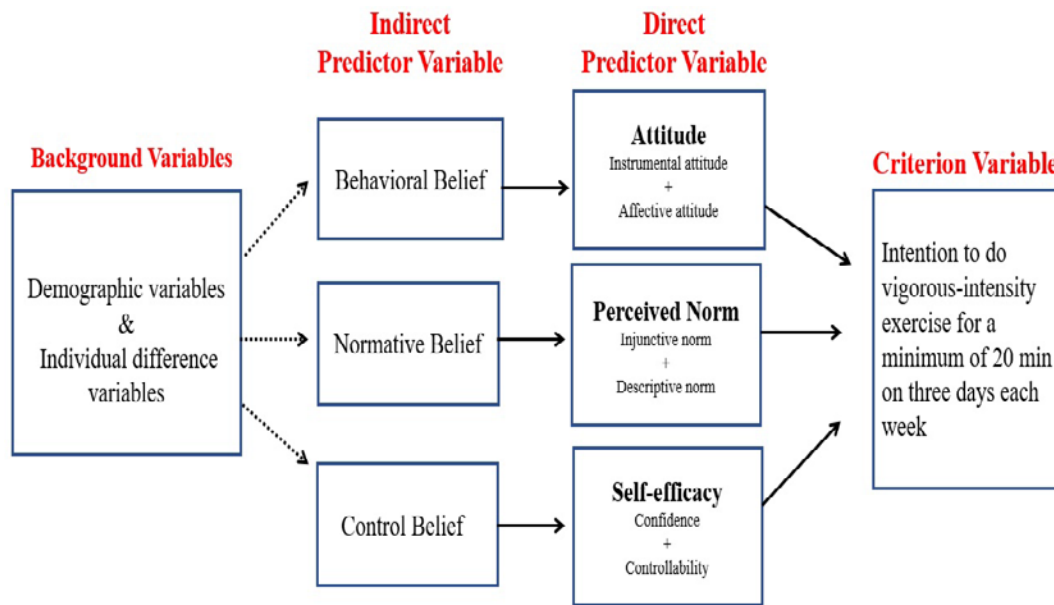 Indirect
Predictor Variable
Direct
Predictor Variable
Background Variables
Criterion Variable
Demographic variables
&
Individual difference
variables
Behavioral Belief
Normative Belief
Control Belief
Attitude
Instrumental attitude
+
Affective attitude
Perceived Norm
Injunctive norm
+
Descriptive norm
Self-efficacy
Confidence
+
Controllability
Intention to do
vigorous-intensity
exercise for a
minimum of 20 min
on three days each
week